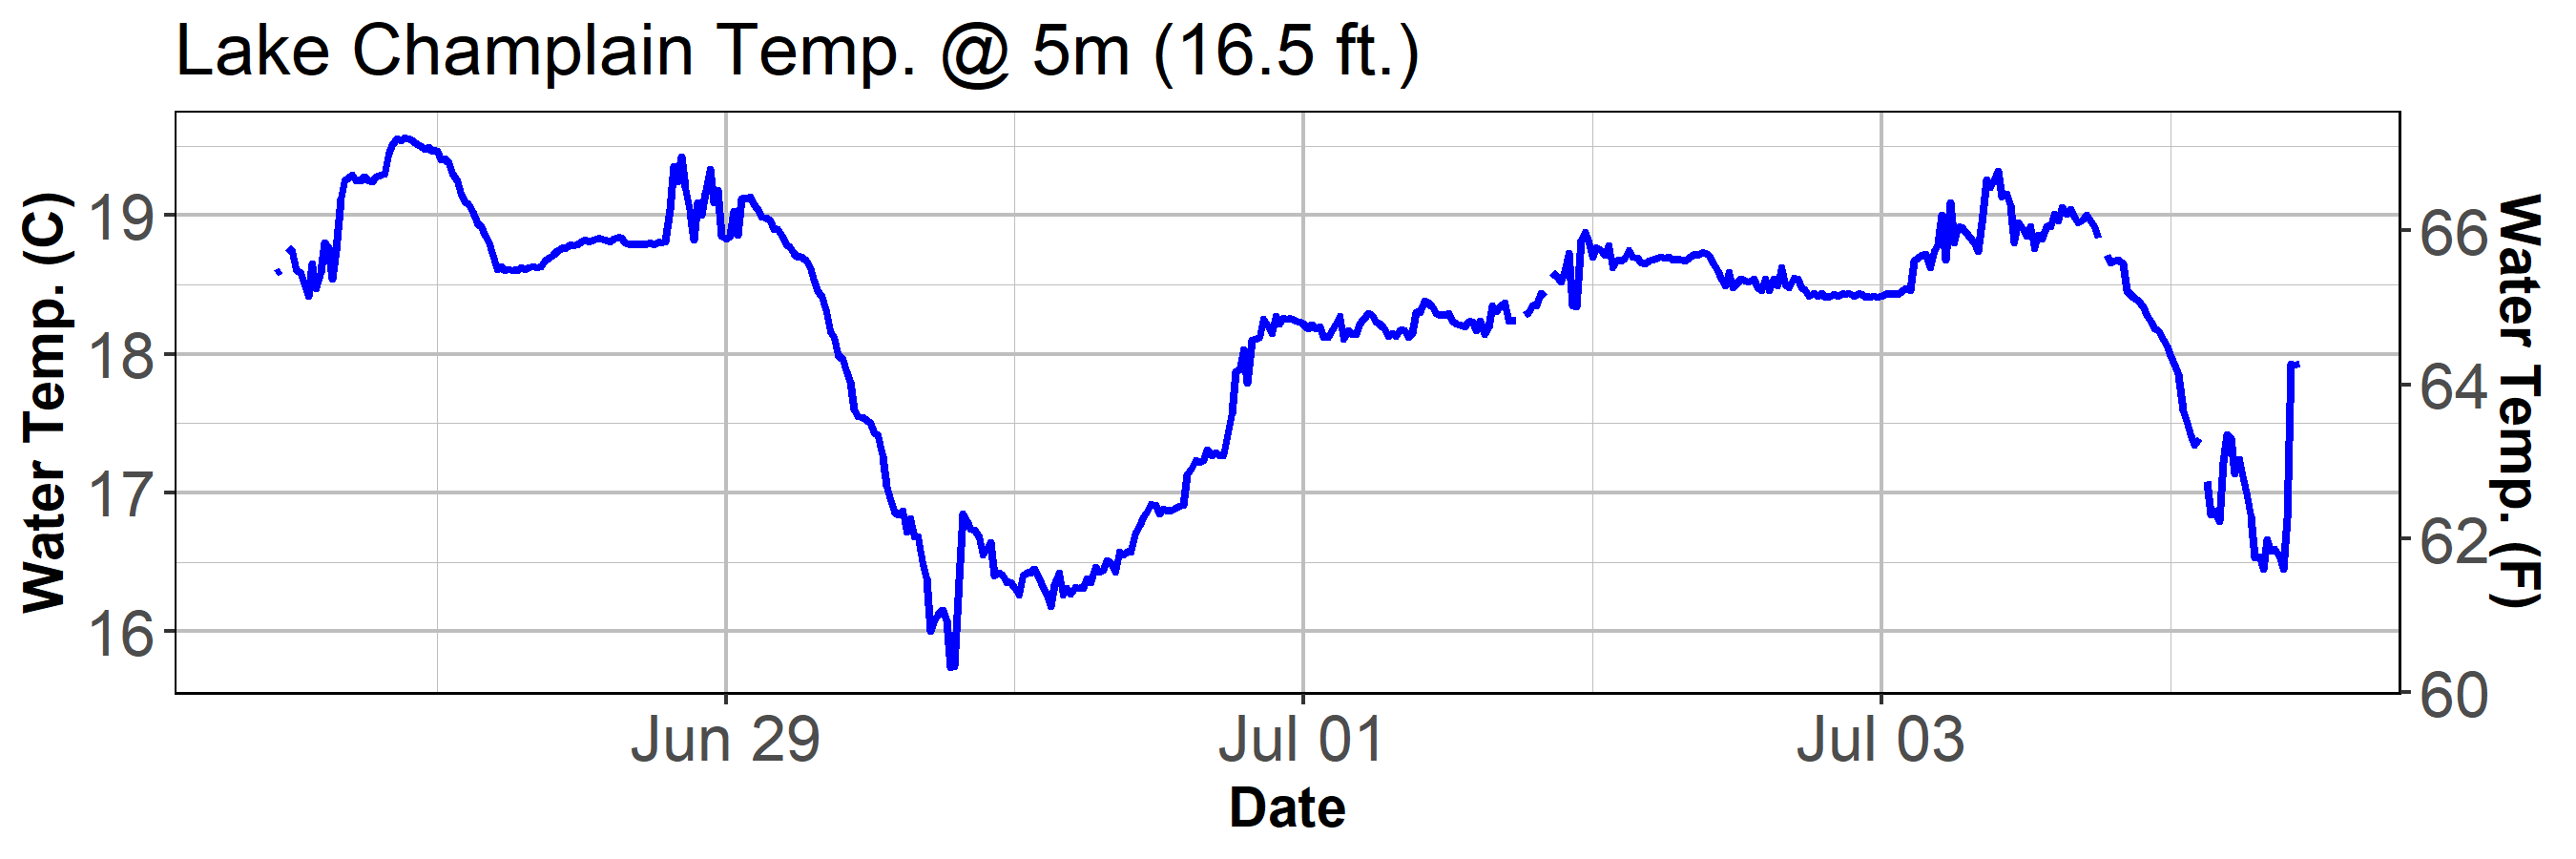 Lake Champlain Temp. @ 5m (16.5 ft.)
Water Temp. (C)
19
18
17
16
66
64
62
60
Water Temp. (F)
Jun 29
Jul 01
Jul 03
Date